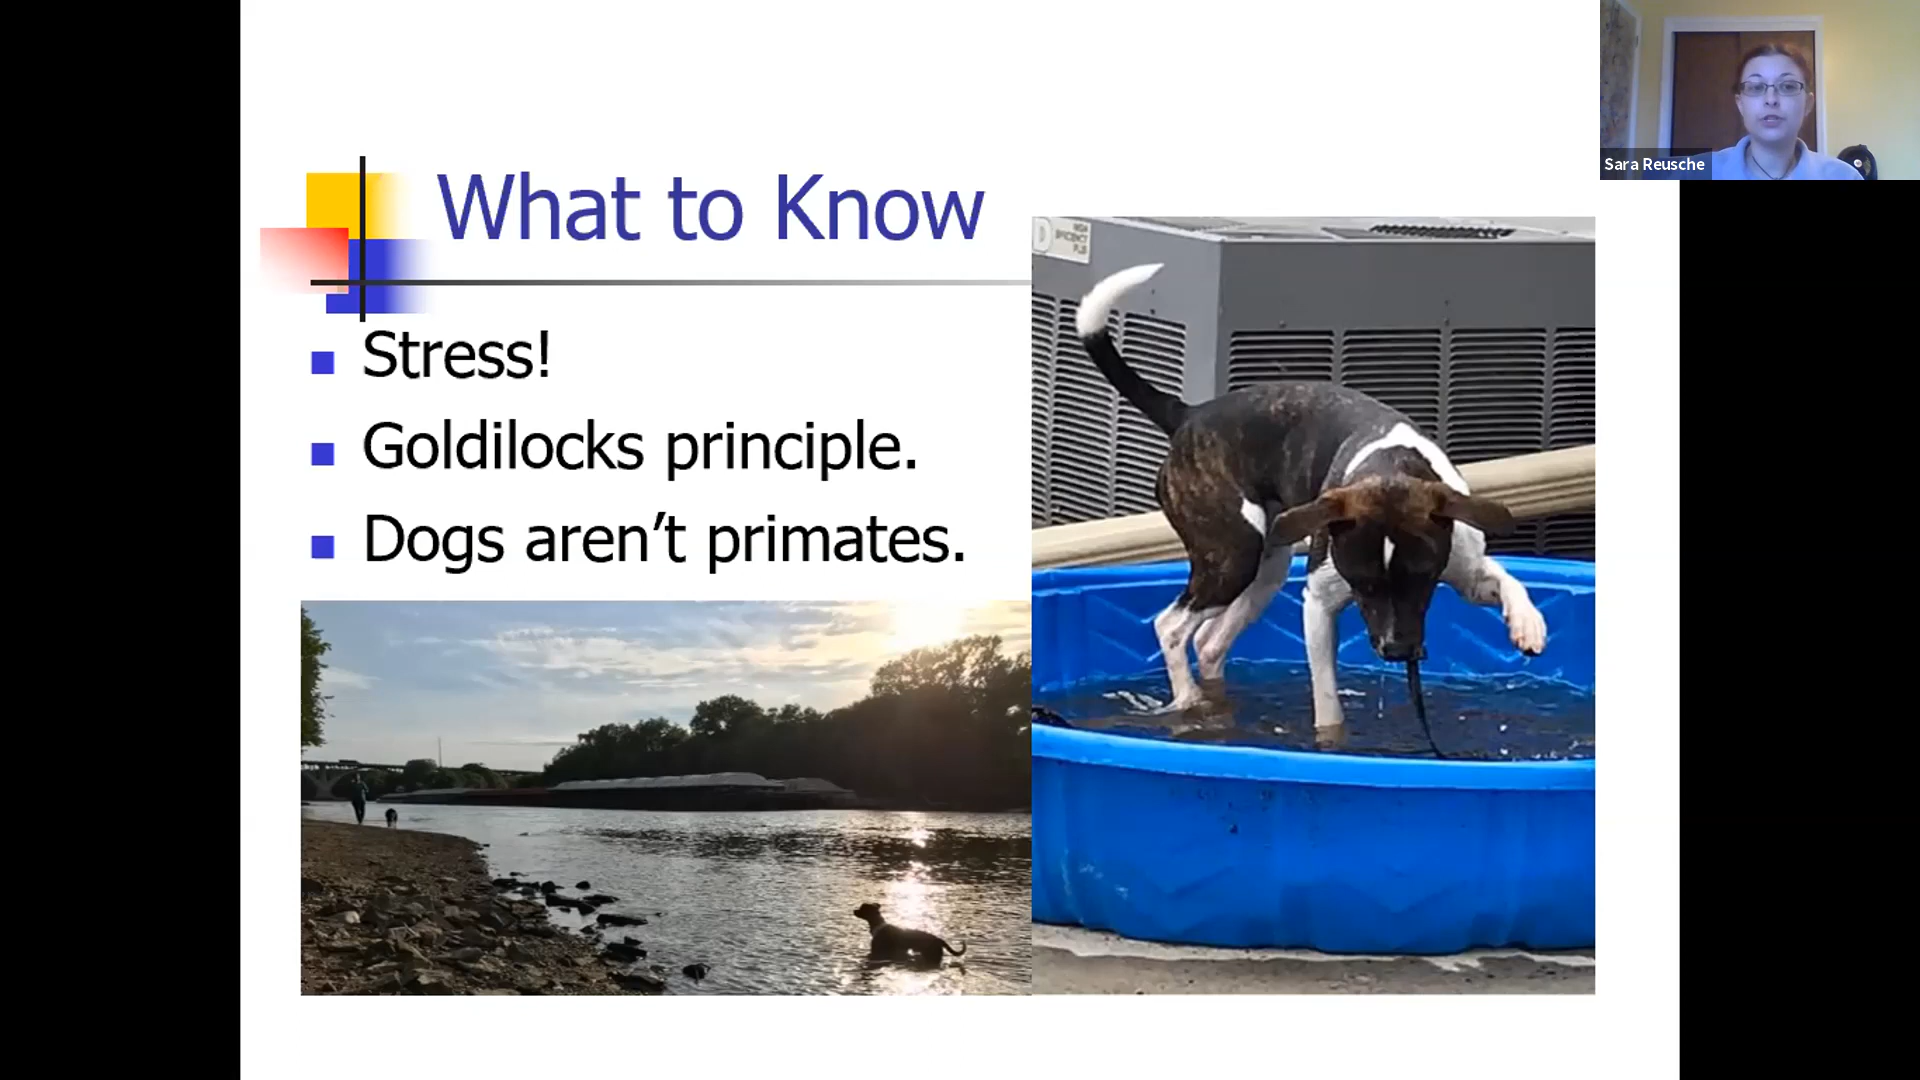 What to Know
Stress!
Goldilocks principle.
Dogs aren’t primates.
Sara Reusche